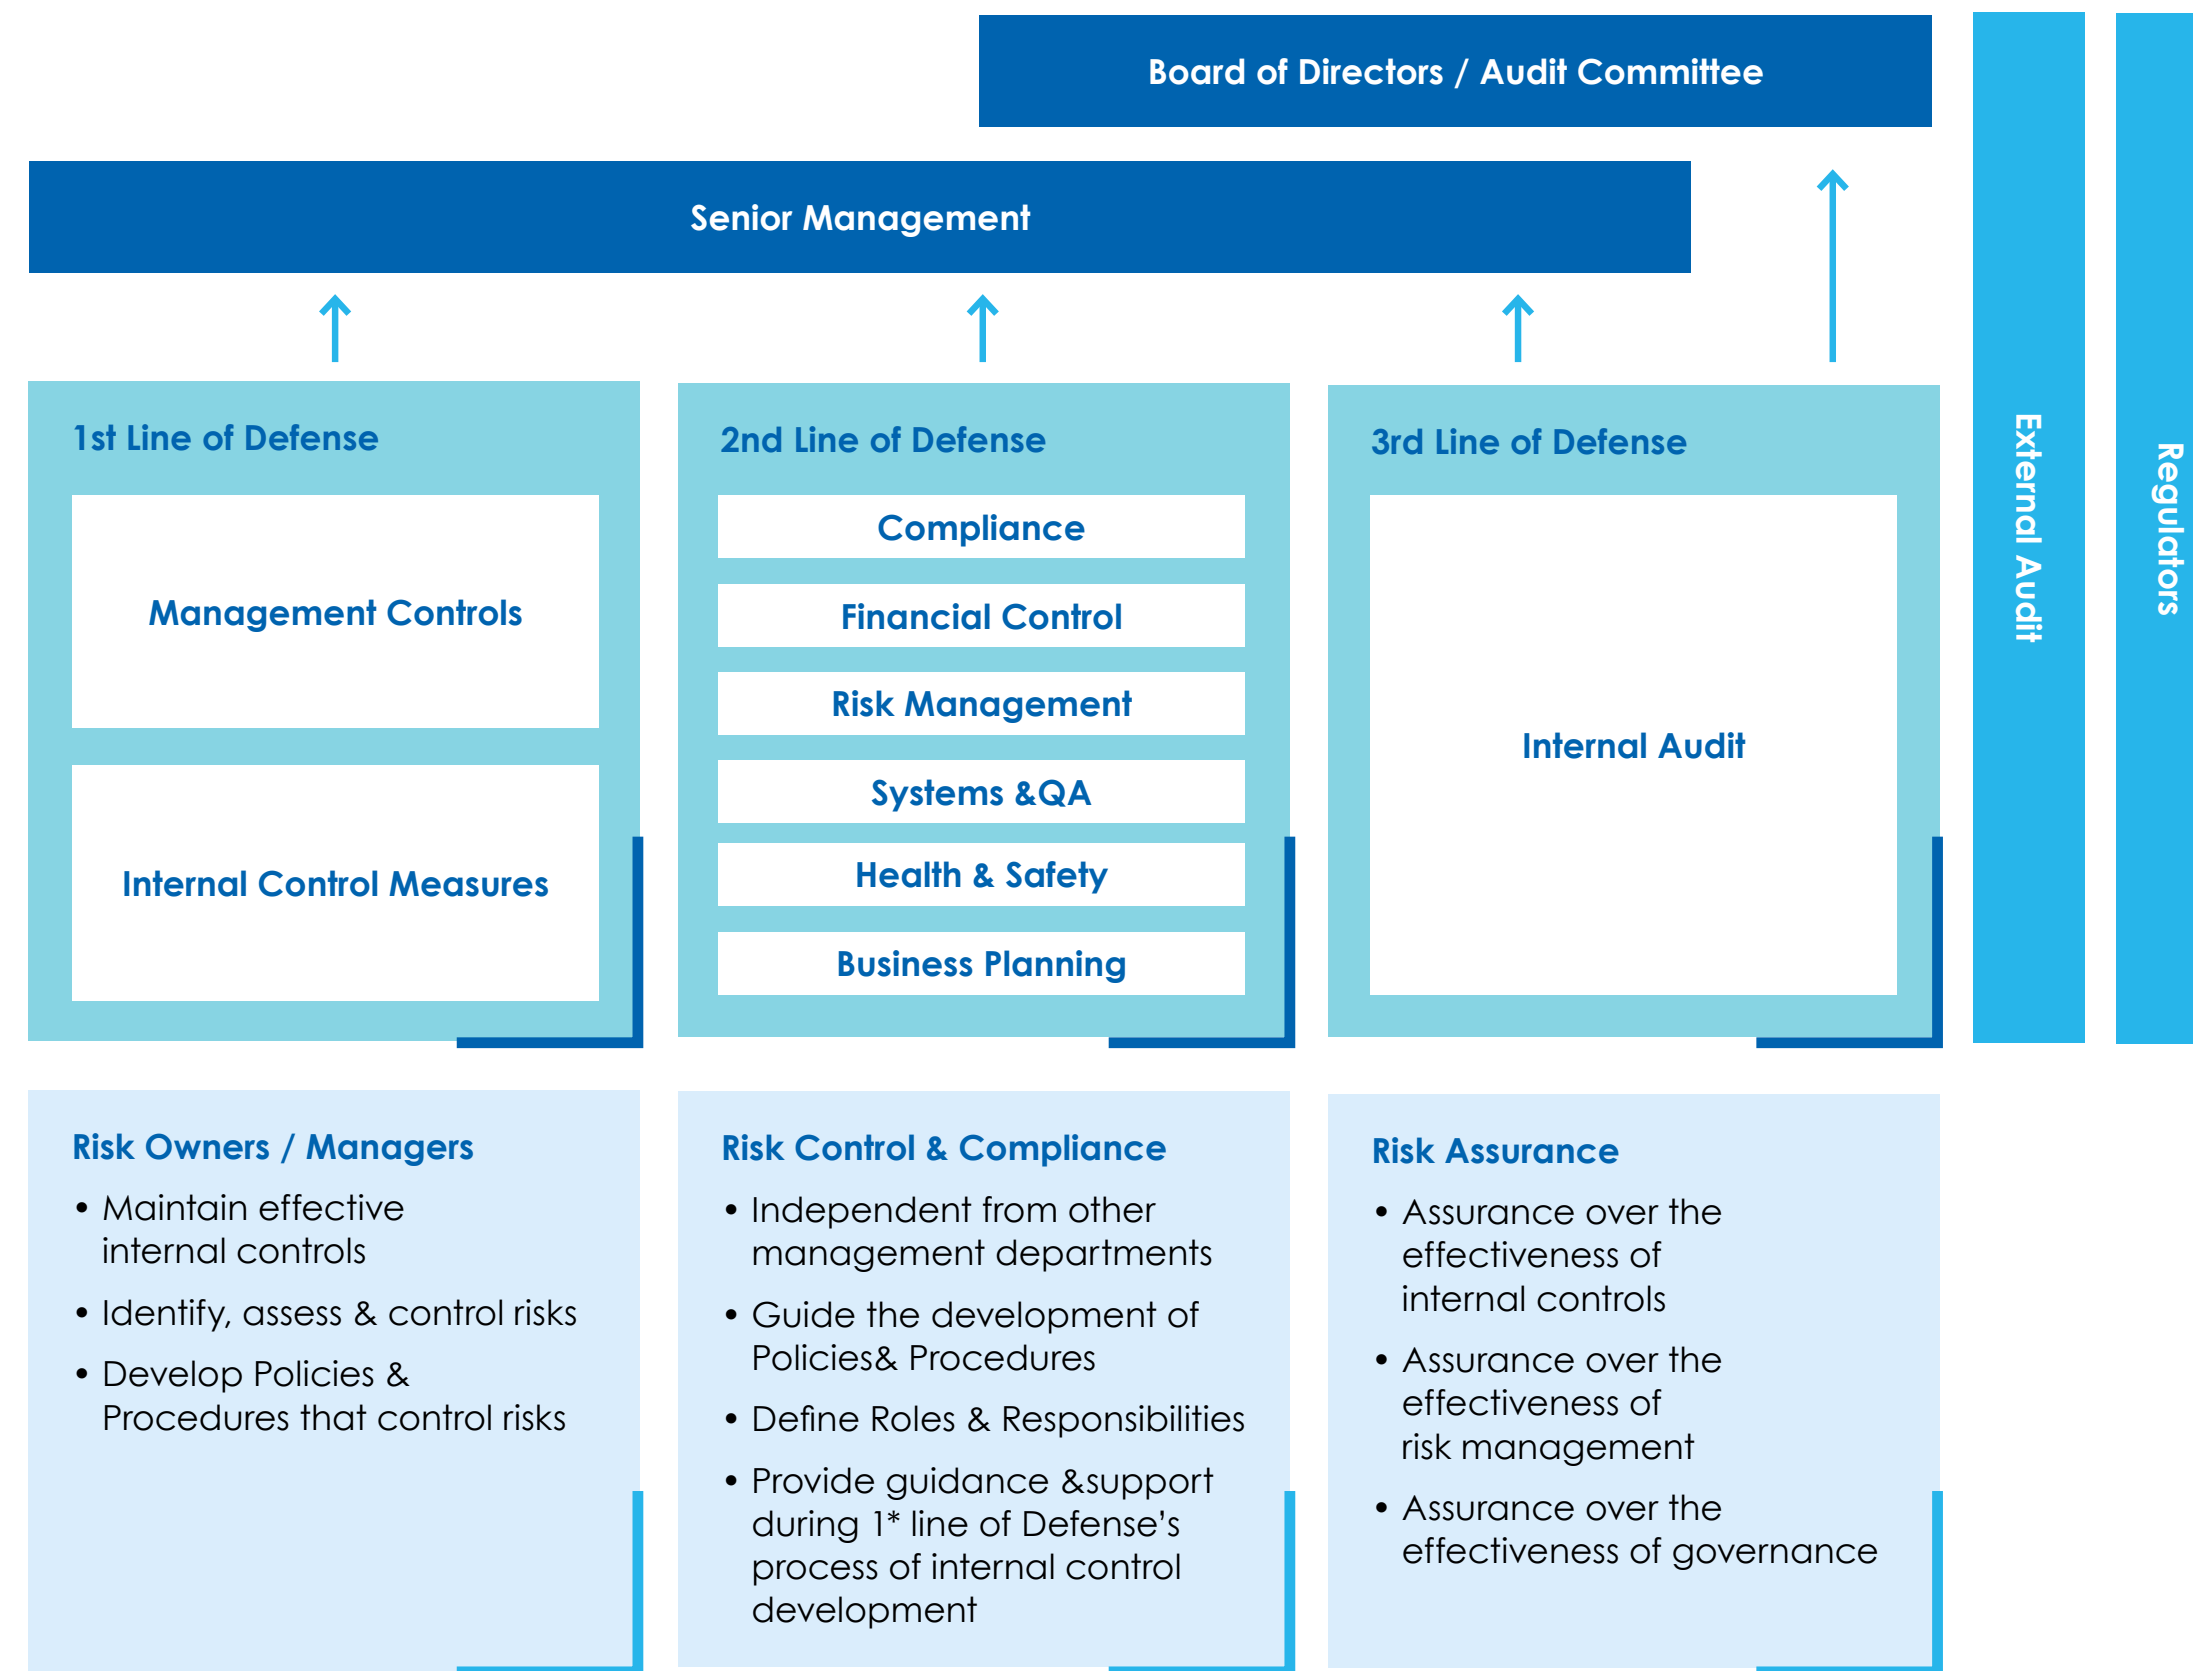 Board of Directors / Audit Committee
Senior Management
1st Line of Defense
Management Controls
Internal Control Measures
2nd Line of Defense
Compliance
Financial Control
Risk Management
Systems &QA
Health & Safety
Business Planning
3rd Line of Defense
Internal Audit
External Audit
Regulators
Risk Owners / Managers
• Maintain effective
internal controls
• Identify, assess & control risks
• Develop Policies &
Procedures that control risks
Risk Control & Compliance
• Independent from other
management departments
• Guide the development of
Policies& Procedures
• Define Roles & Responsibilities
• Provide guidance &support
during 1* line of Defense’s
process of internal control
development
Risk Assurance
• Assurance over the
effectiveness of
internal controls
• Assurance over the
effectiveness of
risk management
• Assurance over the
effectiveness of governance